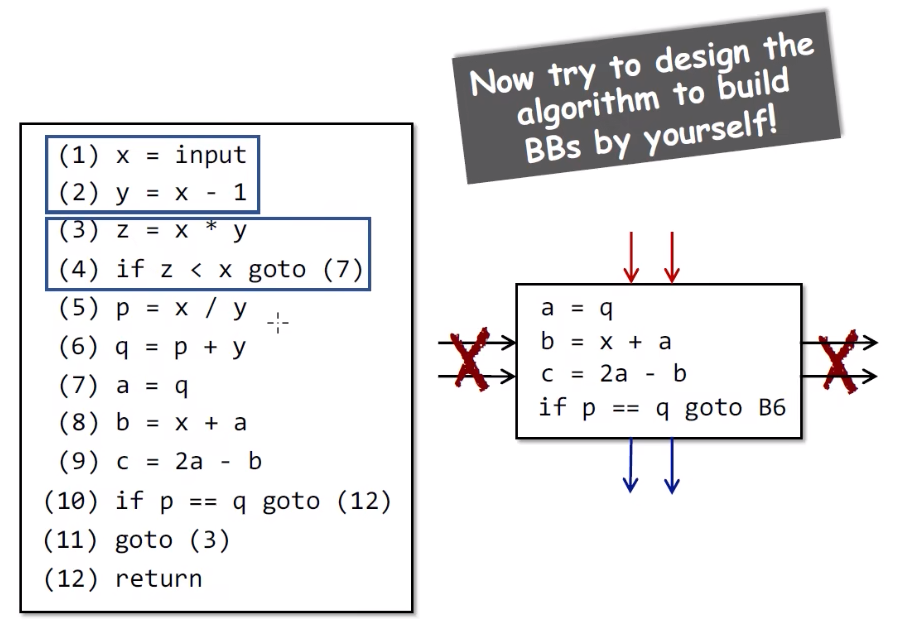 Now try to design the
algorithm to build
BBs by yourself!
(1) x = input
(2) y = x - 1
(3) z = x * y
(4) if z < x goto (7)
(5) p = x / y
(6) q = p + y
(7) a = q
(8) b = x + a
(9) c = 2a - b
(10) if p == q goto (12)
(11) goto (3)
(12) return
a = q
b = x + a
c = 2a - b
if p == q goto B6